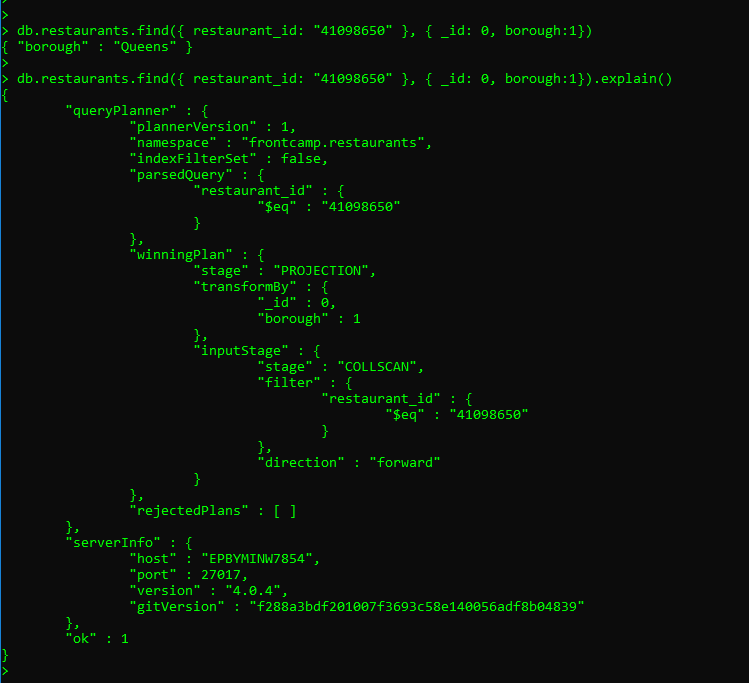 >
>
> db.restaurants.find({ restaurant_id: "41098650" }, { _id: 0, borough:1})
{ "borough" : "Queens" }
>
> db.restaurants.find({ restaurant_id: "41098650" }, { _id: 0, borough:1}).explain()
{
        "queryPlanner" : {
                "plannerVersion" : 1,
                "namespace" : "frontcamp.restaurants",
                "indexFilterSet" : false,
                "parsedQuery" : {
                        "restaurant_id" : {
                                "$eq" : "41098650"
                        }
                },
                "winningPlan" : {
                        "stage" : "PROJECTION",
                        "transformBy" : {
                                "_id" : 0,
                                "borough" : 1
                        },
                        "inputStage" : {
                                "stage" : "COLLSCAN",
                                "filter" : {
                                        "restaurant_id" : {
                                                "$eq" : "41098650"
                                        }
                                },
                                "direction" : "forward"
                        }
                },
                "rejectedPlans" : [ ]
        },
        "serverInfo" : {
                "host" : "EPBYMINW7854",
                "port" : 27017,
                "version" : "4.0.4",
                "gitVersion" : "f288a3bdf201007f3693c58e140056adf8b04839"
        },
        "ok" : 1
}
>